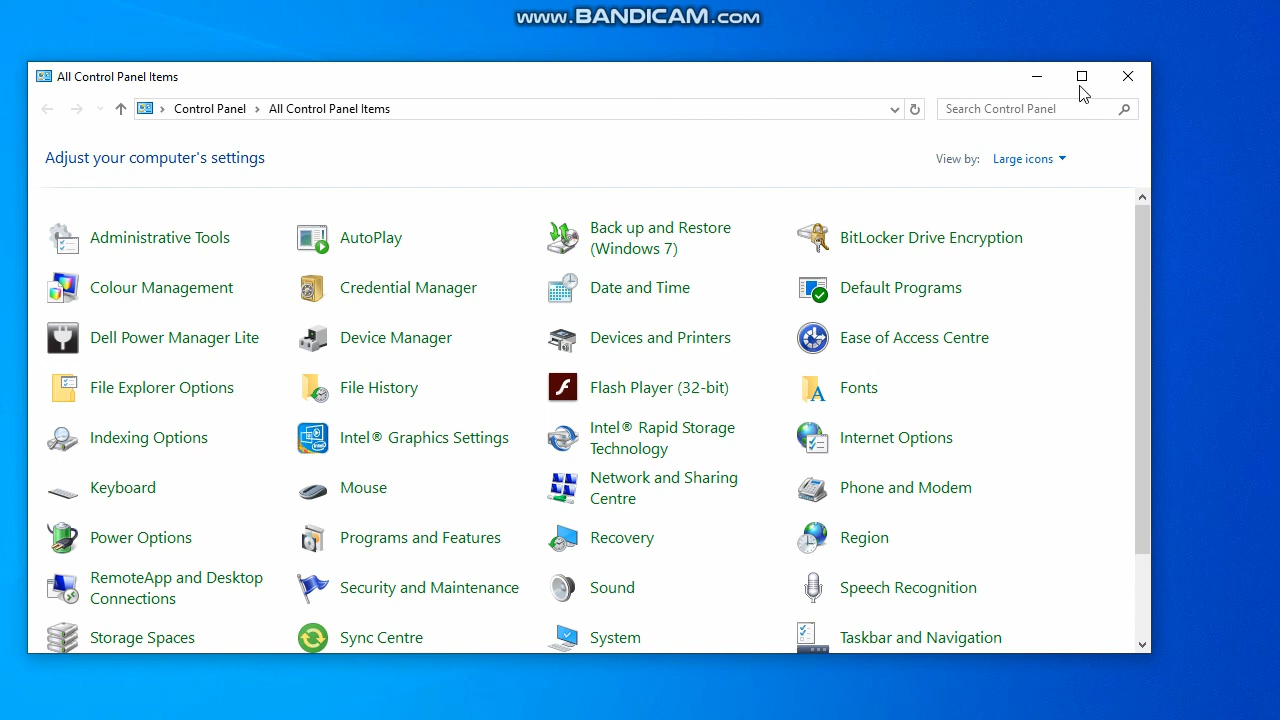 www.BANDICAM.com
All Control Panel Items
Control Panel > All Control Panel Items
Search Control Panel
Adjust your computer's settings
View by: Large icons
Administrative Tools
AutoPlay
Back up and Restore
(Windows 7)
BitLocker Drive Encryption
Colour Management
Credential Manager
Date and Time
Default Programs
Dell Power Manager Lite
Device Manager
Devices and Printers
Ease of Access Centre
File Explorer Options
File History
Flash Player (32-bit)
Fonts
Indexing Options
Intel® Graphics Settings
Intel® Rapid Storage
Technology
Internet Options
Keyboard
Mouse
Network and Sharing
Centre
Phone and Modem
Power Options
Programs and Features
Recovery
Region
RemoteApp and Desktop
Connections
Security and Maintenance
Sound
Speech Recognition
Storage Spaces
Sync Centre
System
Taskbar and Navigation